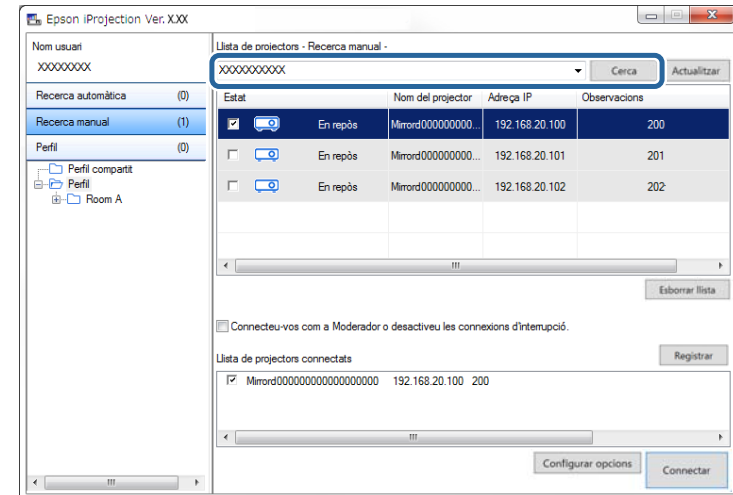 Epson iProjection Ver. X.XX
Nom usuari
XXXXXXXX
Recerca automàtica (0)
Recerca manual (1)
Perfil (0)
Perfil compartit
Perfil
Room A
Llista de projectors - Recerca manual -
XXXXXXXXXX Cerca Actualitzar
Estat Nom del projector Adreça IP Observacions
En repòs Mirrord000000000... 192.168.20.100 200
En repòs Mirrord000000000... 192.168.20.101 201
En repòs Mirrord000000000... 192.168.20.102 202
Esborrar llista
Connecteu-vos com a Moderador o desactiveu les connexions d'interrupció.
Llista de projectors connectats Registrar
Mirrord000000000000000000 192.168.20.100 200
Configurar opcions Connectar